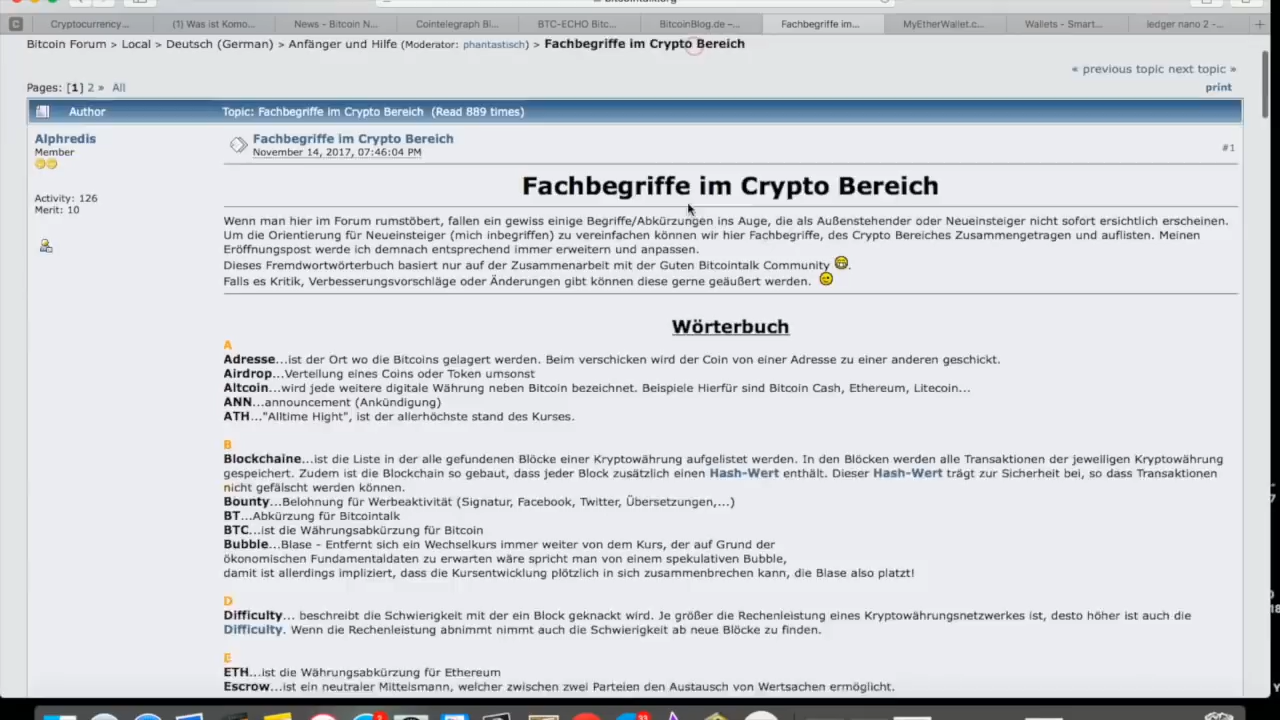 Cryptocurrency...
(1) Was ist Komo...
News - Bitcoin N...
Cointelegraph Bi...
BTC-ECHO Bitc...
BitcoinBlog.de –...
Fachbegriffe im...
MyEtherWallet.c...
Wallets - Smart...
ledger nano 2 -...
Bitcoin Forum > Local > Deutsch (German) > Anfänger und Hilfe (Moderator: phantastisch) > Fachbegriffe im Crypto Bereich
« previous topic next topic »
Pages: [1] 2 » All
print
Author
Topic: Fachbegriffe im Crypto Bereich (Read 889 times)
Alphredis
Member
Activity: 126
Merit: 10
Fachbegriffe im Crypto Bereich
November 14, 2017, 07:46:04 PM
#1
Fachbegriffe im Crypto Bereich
Wenn man hier im Forum rumstöbert, fallen ein gewiss einige Begriffe/Abkürzungen ins Auge, die als Außenstehender oder Neueinsteiger nicht sofort ersichtlich erscheinen.
Um die Orientierung für Neueinsteiger (mich inbegriffen) zu vereinfachen können wir hier Fachbegriffe, des Crypto Bereiches Zusammengetragen und auflisten. Meinen
Eröffnungspost werde ich demnach entsprechend immer erweitern und anpassen.
Dieses Fremdwortwörterbuch basiert nur auf der Zusammenarbeit mit der Guten Bitcointalk Community .
Falls es Kritik, Verbesserungsvorschläge oder Änderungen gibt können diese gerne geäußert werden.
Wörterbuch
A
Adresse...ist der Ort wo die Bitcoins gelagert werden. Beim verschicken wird der Coin von einer Adresse zu einer anderen geschickt.
Airdrop...Verteilung eines Coins oder Token umsonst
Altcoin...wird jede weitere digitale Währung neben Bitcoin bezeichnet. Beispiele Hierfür sind Bitcoin Cash, Ethereum, Litecoin...
ANN...announcement (Ankündigung)
ATH..."Alltime Hight", ist der allerhöchste stand des Kurses.
B
Blockchaine...ist die Liste in der alle gefundenen Blöcke einer Kryptowährung aufgelistet werden. In den Blöcken werden alle Transaktionen der jeweiligen Kryptowährung
gespeichert. Zudem ist die Blockchain so gebaut, dass jeder Block zusätzlich einen Hash-Wert enthält. Dieser Hash-Wert trägt zur Sicherheit bei, so dass Transaktionen
nicht gefälscht werden können.
Bounty...Belohnung für Werbeaktivität (Signatur, Facebook, Twitter, Übersetzungen,...)
BT...Abkürzung für Bitcointalk
BTC...ist die Währungsabkürzung für Bitcoin
Bubble...Blase - Entfernt sich ein Wechselkurs immer weiter von dem Kurs, der auf Grund der
ökonomischen Fundamentaldaten zu erwarten wäre spricht man von einem spekulativen Bubble,
damit ist allerdings impliziert, dass die Kursentwicklung plötzlich in sich zusammenbrechen kann, die Blase also platzt!
D
Difficulty... beschreibt die Schwierigkeit mit der ein Block geknackt wird. Je größer die Rechenleistung eines Kryptowährungsnetzwerkes ist, desto höher ist auch die
Difficulty. Wenn die Rechenleistung abnimmt nimmt auch die Schwierigkeit ab neue Blöcke zu finden.
E
ETH...ist die Währungsabkürzung für Ethereum
Escrow...ist ein neutraler Mittelsmann, welcher zwischen zwei Parteien den Austausch von Wertsachen ermöglicht.